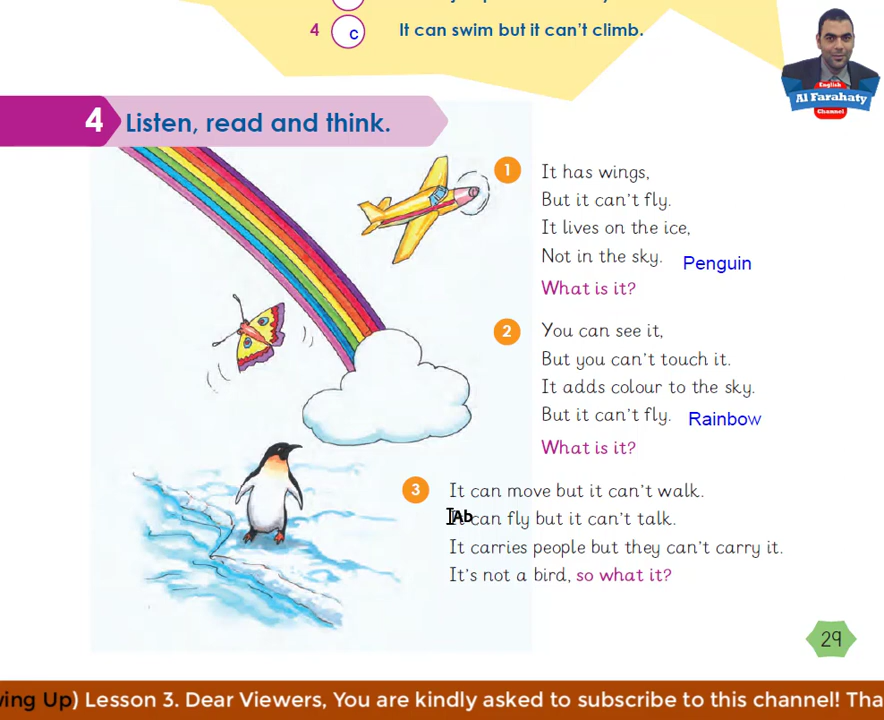 4 c It can swim but it can't climb.
English
Al Farahaty
Channel
4 Listen, read and think.
1 It has wings,
But it can't fly.
It lives on the ice,
Not in the sky. Penguin
What is it?
2 You can see it,
But you can't touch it.
It adds colour to the sky.
But it can't fly. Rainbow
What is it?
3 It can move but it can't walk.
Ab can fly but it can't talk.
It carries people but they can't carry it.
It's not a bird, so what it?
29
ing Up) Lesson 3. Dear Viewers, You are kindly asked to subscribe to this channel! Tha